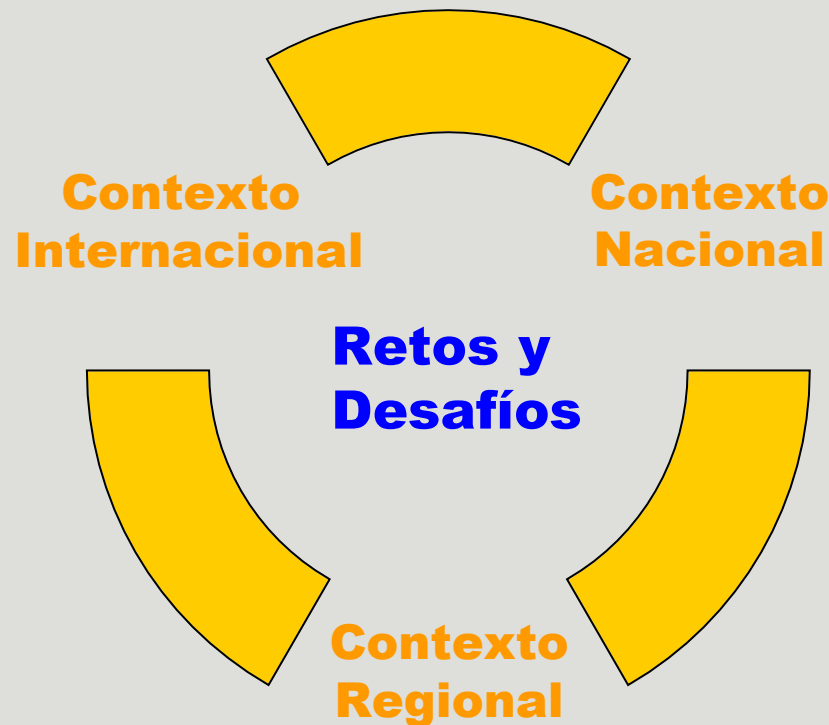 Contexto
Internacional
Contexto
Nacional
Retos y
Desafíos
Contexto
Regional